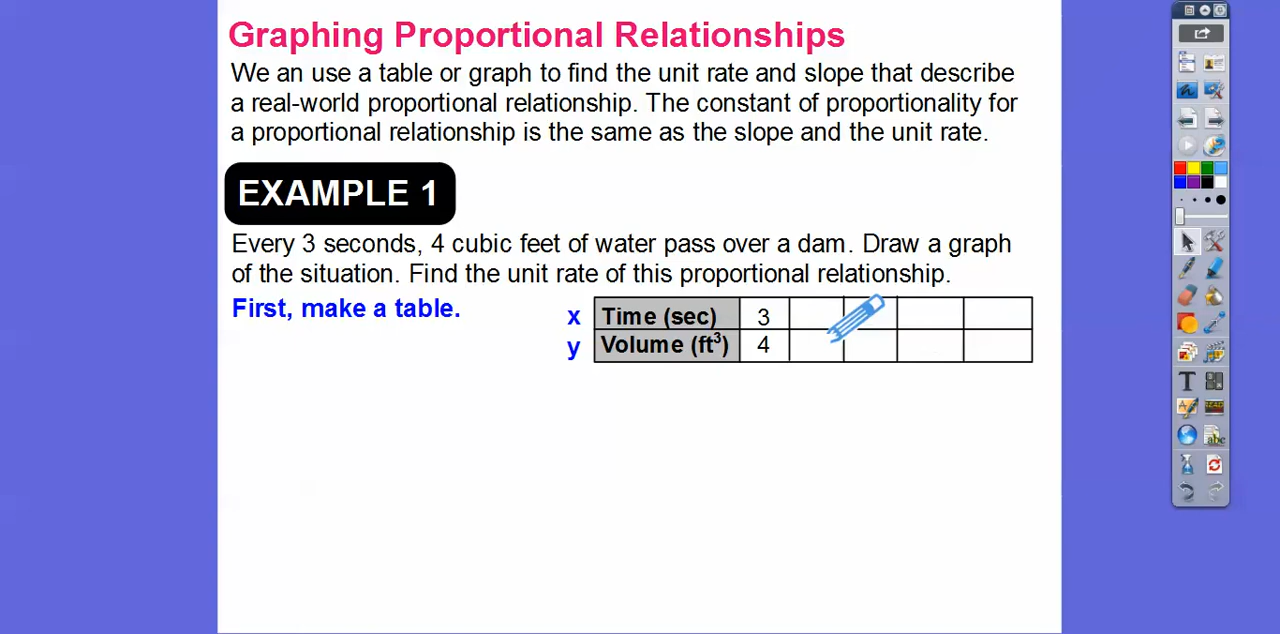 Graphing Proportional Relationships
We an use a table or graph to find the unit rate and slope that describe
a real-world proportional relationship. The constant of proportionality for
a proportional relationship is the same as the slope and the unit rate.
EXAMPLE 1
Every 3 seconds, 4 cubic feet of water pass over a dam. Draw a graph
of the situation. Find the unit rate of this proportional relationship.
First, make a table.
x Time (sec) 3
y Volume (ft³) 4